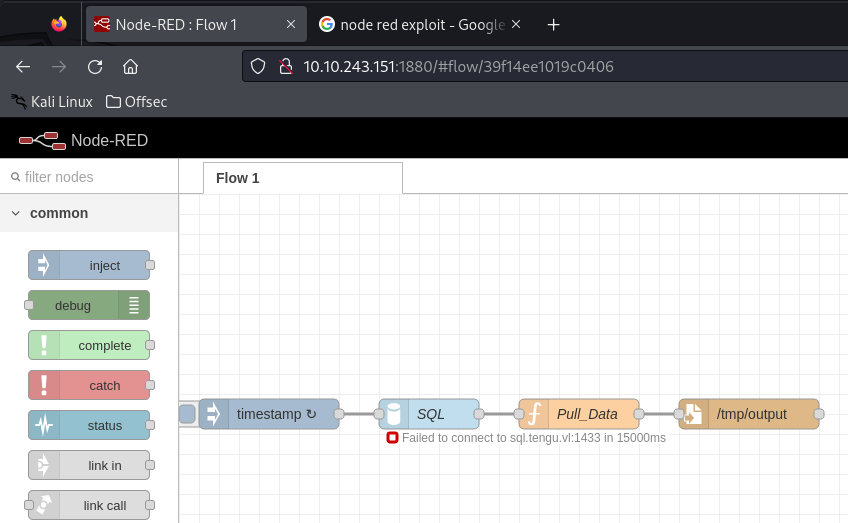 Node-RED : Flow 1
node red exploit - Google
10.10.243.151:1880/#flow/39f14ee1019c0406
Kali Linux Offsec
Node-RED
filter nodes
Flow 1
common
inject
debug
complete
catch
status
link in
link call
timestamp ↻
SQL
Pull_Data
/tmp/output
Failed to connect to sql.tengu.vl:1433 in 15000ms